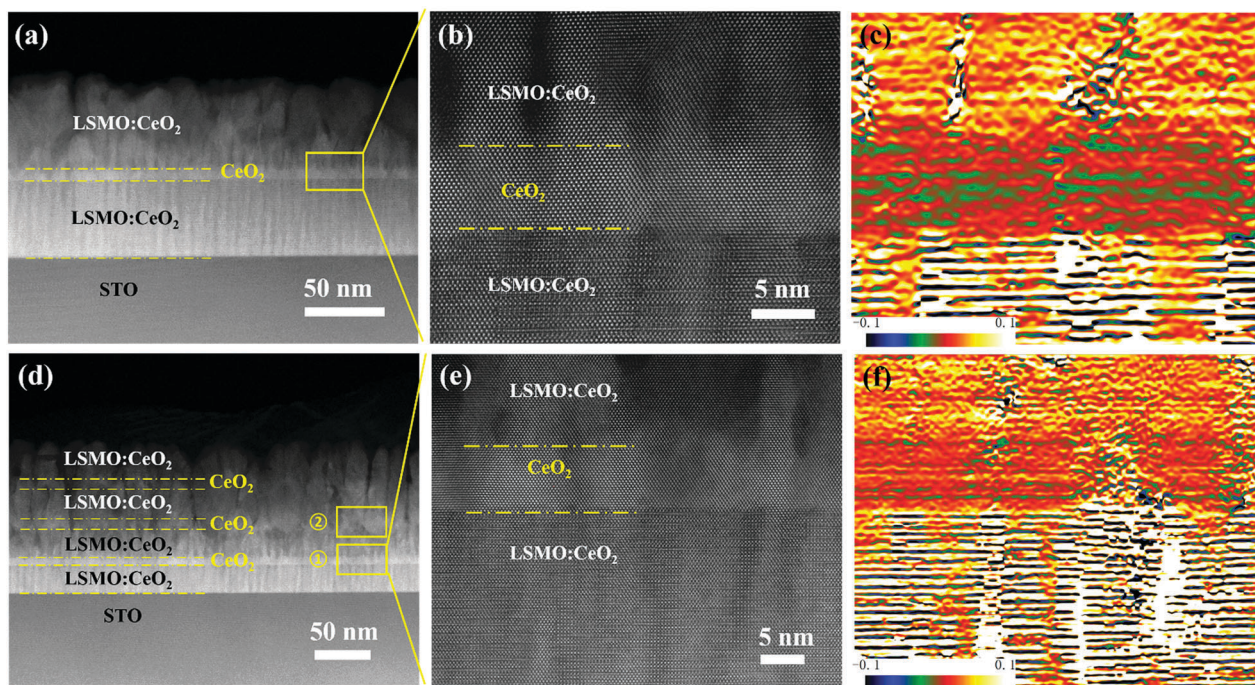 (a)
LSMO:CeO₂
CeO₂
LSMO:CeO₂
STO
50 nm
(b)
LSMO:CeO₂
CeO₂
LSMO:CeO₂
5 nm
(c)
-0.1 0.1
(d)
LSMO:CeO₂
CeO₂
LSMO:CeO₂
CeO₂
②
LSMO:CeO₂
CeO₂
①
LSMO:CeO₂
STO
50 nm
(e)
LSMO:CeO₂
CeO₂
LSMO:CeO₂
5 nm
(f)
-0.1 0.1